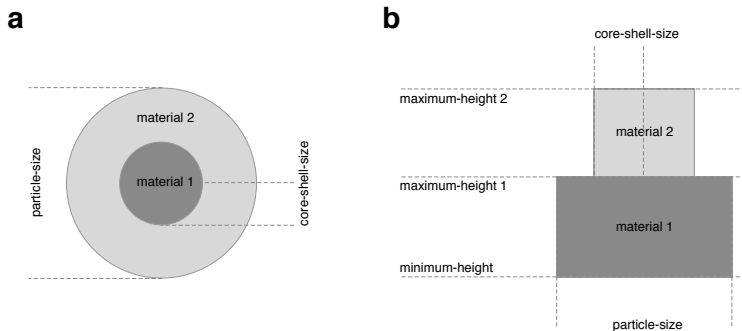 a
particle-size
material 2
material 1
core-shell-size
b
core-shell-size
maximum-height 2
material 2
maximum-height 1
material 1
minimum-height
particle-size